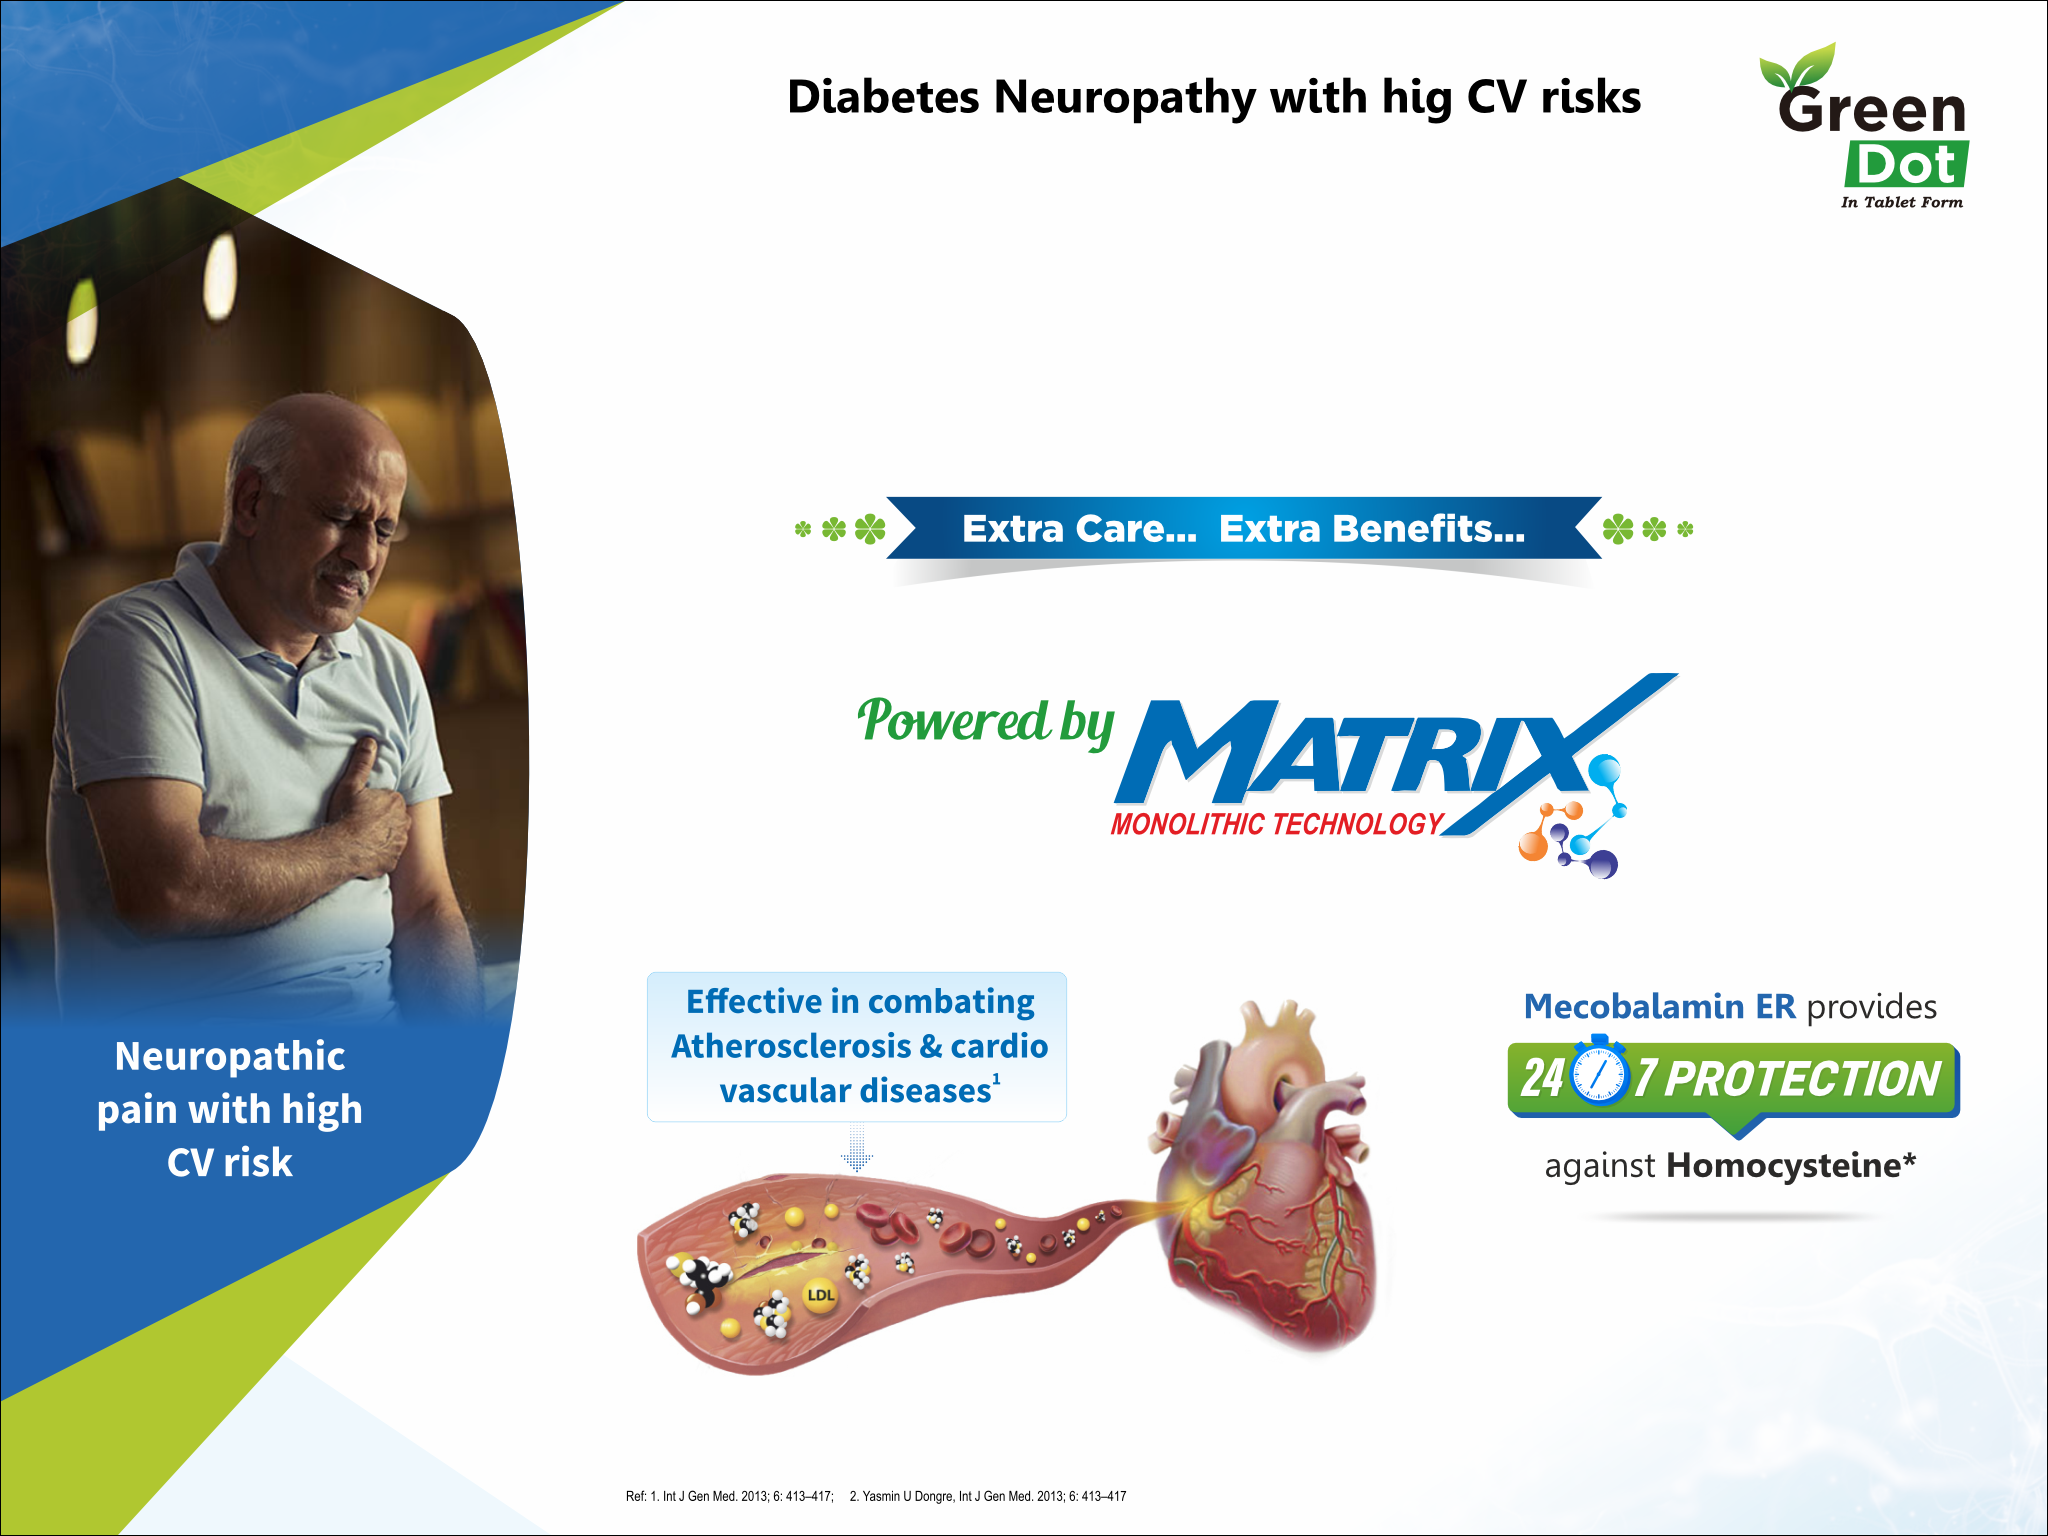 Diabetes Neuropathy with hig CV risks
Green
Dot
In Tablet Form
Extra Care... Extra Benefits...
Powered by MATRIX
MONOLITHIC TECHNOLOGY
Neuropathic
pain with high
CV risk
Effective in combating
Atherosclerosis & cardio
vascular diseases¹
LDL
Mecobalamin ER provides
24 7 PROTECTION
against Homocysteine*
Ref: 1. Int J Gen Med. 2013; 6: 413–417; 2. Yasmin U Dongre, Int J Gen Med. 2013; 6: 413–417